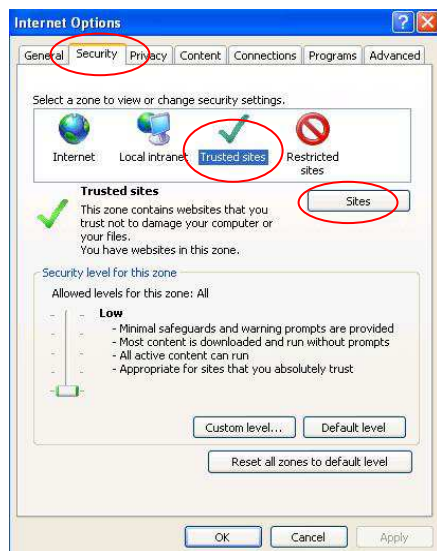 Internet Options
General Security Privacy Content Connections Programs Advanced
Select a zone to view or change security settings.
Internet Local intranet Trusted sites Restricted
sites
Trusted sites
Sites
This zone contains websites that you
trust not to damage your computer or
your files.
You have websites in this zone.
Security level for this zone
Allowed levels for this zone: All
Low
- Minimal safeguards and warning prompts are provided
- Most content is downloaded and run without prompts
- All active content can run
- Appropriate for sites that you absolutely trust
Custom level... Default level
Reset all zones to default level
OK Cancel Apply